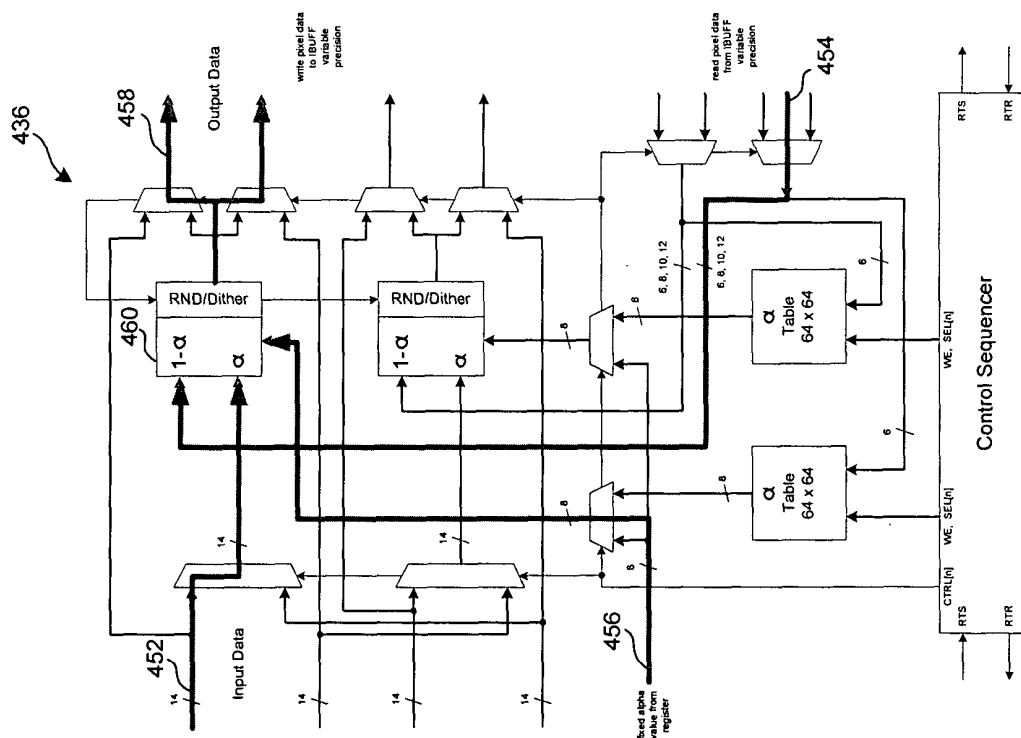 436
458
Output Data
write pixel data
to IBUFF
variable
precision
read pixel data
from IBUFF
variable
precision
454
RTS
RTR
460
RND/Dither
1-α
α
RND/Dither
1-α
α
6, 8, 10, 12
6, 8, 10, 12
6
α
Table
64 x 64
WE, SEL[n]
8
8
Control Sequencer
6
α
Table
64 x 64
WE, SEL[n]
8
8
14
14
8
CTRL[n]
452
Input Data
14
14
14
14
456
fixed alpha
value from
register
RTS
RTR